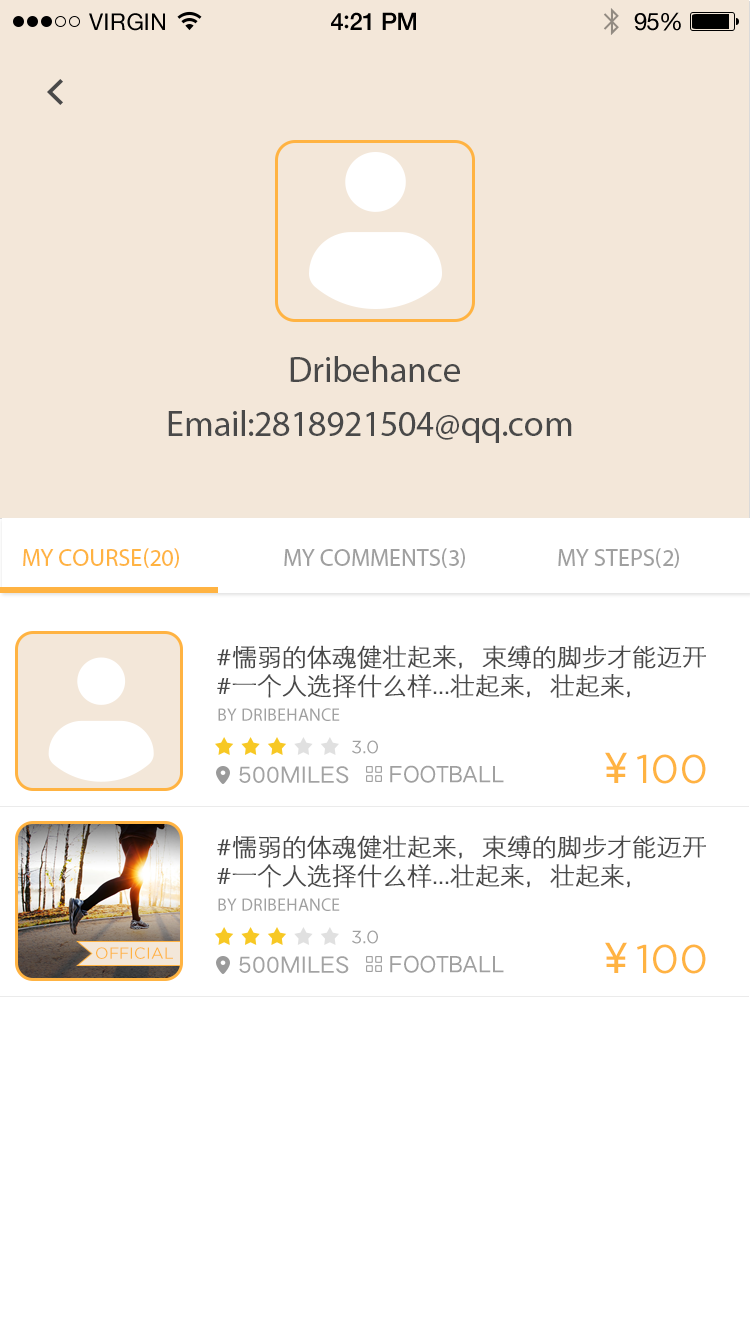 VIRGIN 4:21 PM 95%
Dribehance
Email:2818921504@qq.com
MY COURSE(20) MY COMMENTS(3) MY STEPS(2)
#懦弱的体魂健壮起来，束缚的脚步才能迈开
#一个人选择什么样...壮起来，壮起来，
BY DRIBEHANCE
3.0
500MILES FOOTBALL
¥100
#懦弱的体魂健壮起来，束缚的脚步才能迈开
#一个人选择什么样...壮起来，壮起来，
BY DRIBEHANCE
3.0
OFFICIAL
500MILES FOOTBALL
¥100